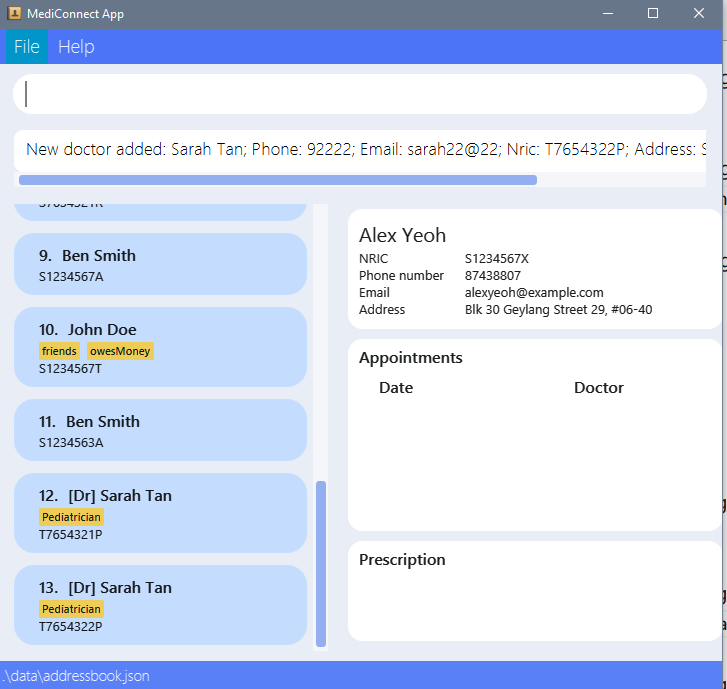 MediConnect App
File Help
New doctor added: Sarah Tan; Phone: 92222; Email: sarah22@22; Nric: T7654322P; Address: S
9. Ben Smith
S1234567A
10. John Doe
friends owesMoney
S1234567T
11. Ben Smith
S1234563A
12. [Dr] Sarah Tan
Pediatrician
T7654321P
13. [Dr] Sarah Tan
Pediatrician
T7654322P
Alex Yeoh
NRIC S1234567X
Phone number 87438807
Email alexyeoh@example.com
Address Blk 30 Geylang Street 29, #06-40
Appointments
Date Doctor
Prescription
.\data\addressbook.json